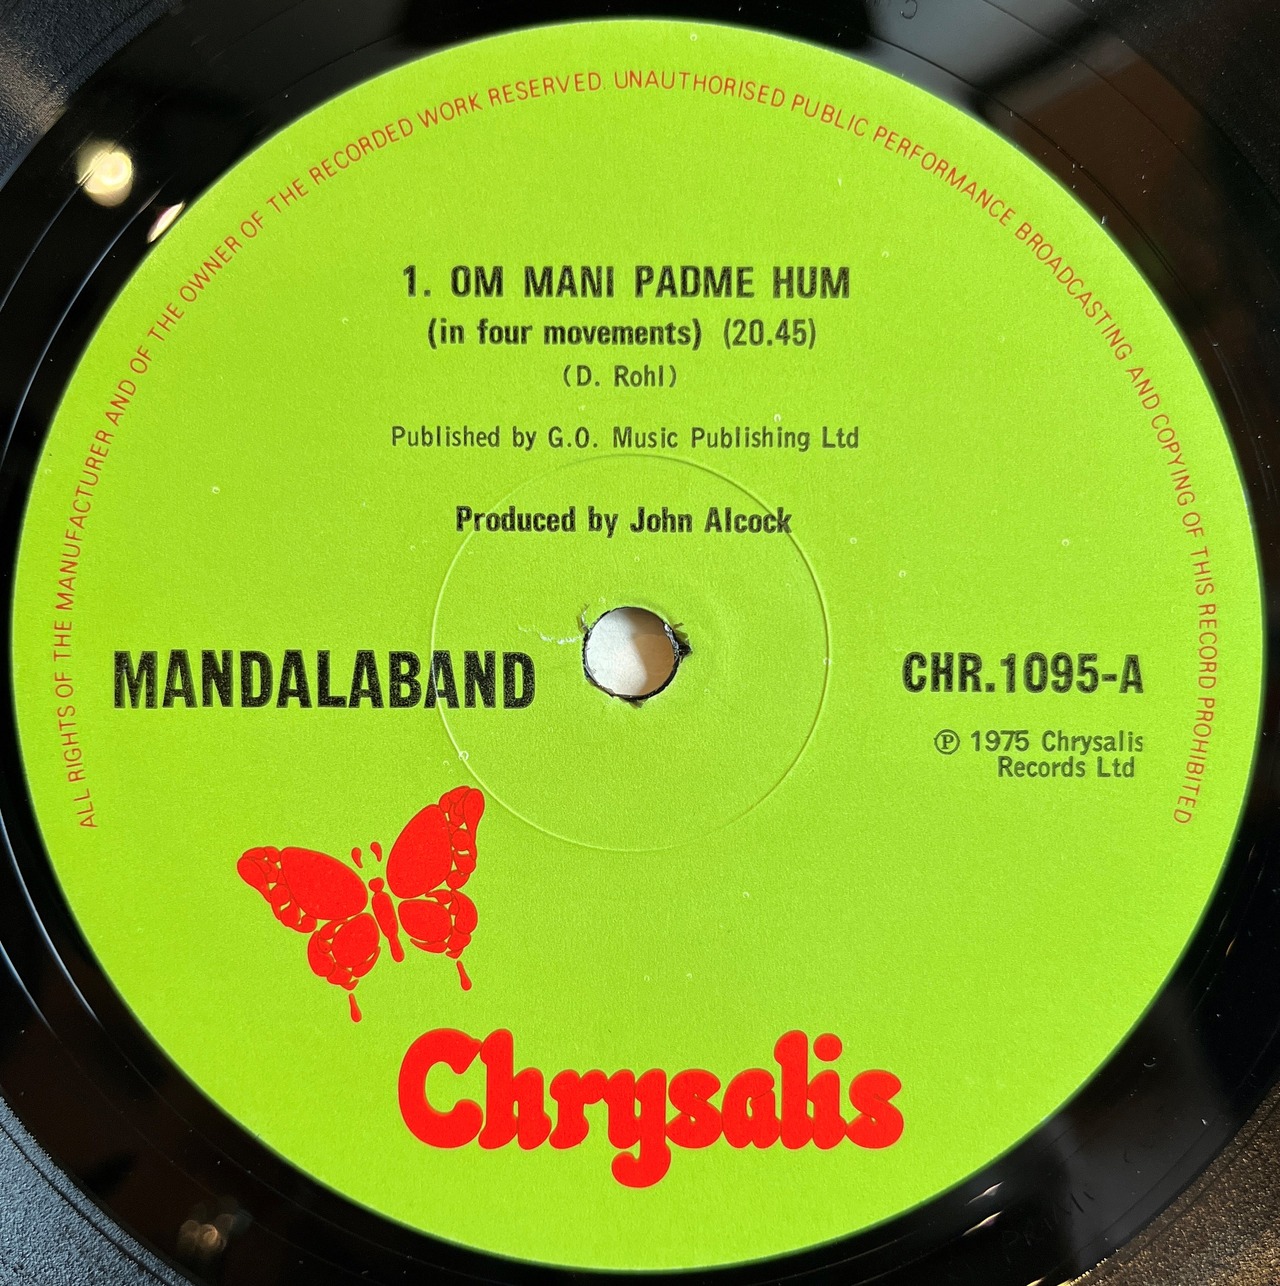 ALL RIGHTS OF THE MANUFACTURER AND OF THE OWNER OF THE RECORDED WORK RESERVED. UNAUTHORISED PUBLIC PERFORMANCE BROADCASTING AND COPYING OF THIS RECORD PROHIBITED
1. OM MANI PADME HUM
(in four movements) (20.45)
(D. Rohl)
Published by G.O. Music Publishing Ltd
Produced by John Alcock
MANDALABAND
CHR.1095-A
℗ 1975 Chrysalis
Records Ltd
Chrysalis